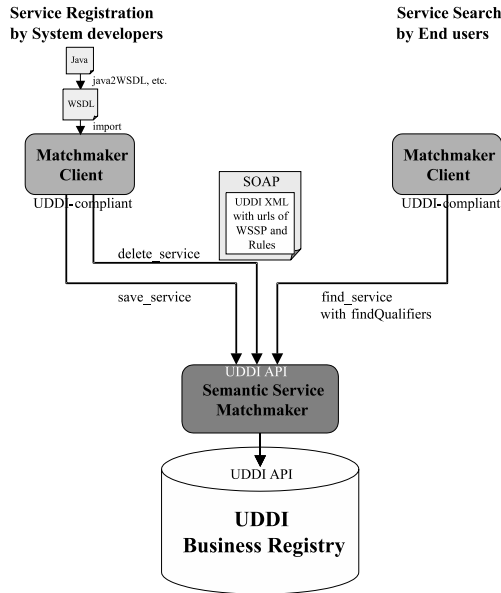 Service Registration
by System developers
Service Search
by End users
Java
java2WSDL, etc.
WSDL
import
Matchmaker
Client
UDDI-compliant
Matchmaker
Client
UDDI-compliant
SOAP
UDDI XML
with urls of
WSSP and
Rules
delete_service
save_service
find_service
with findQualifiers
UDDI API
Semantic Service
Matchmaker
UDDI API
UDDI
Business Registry